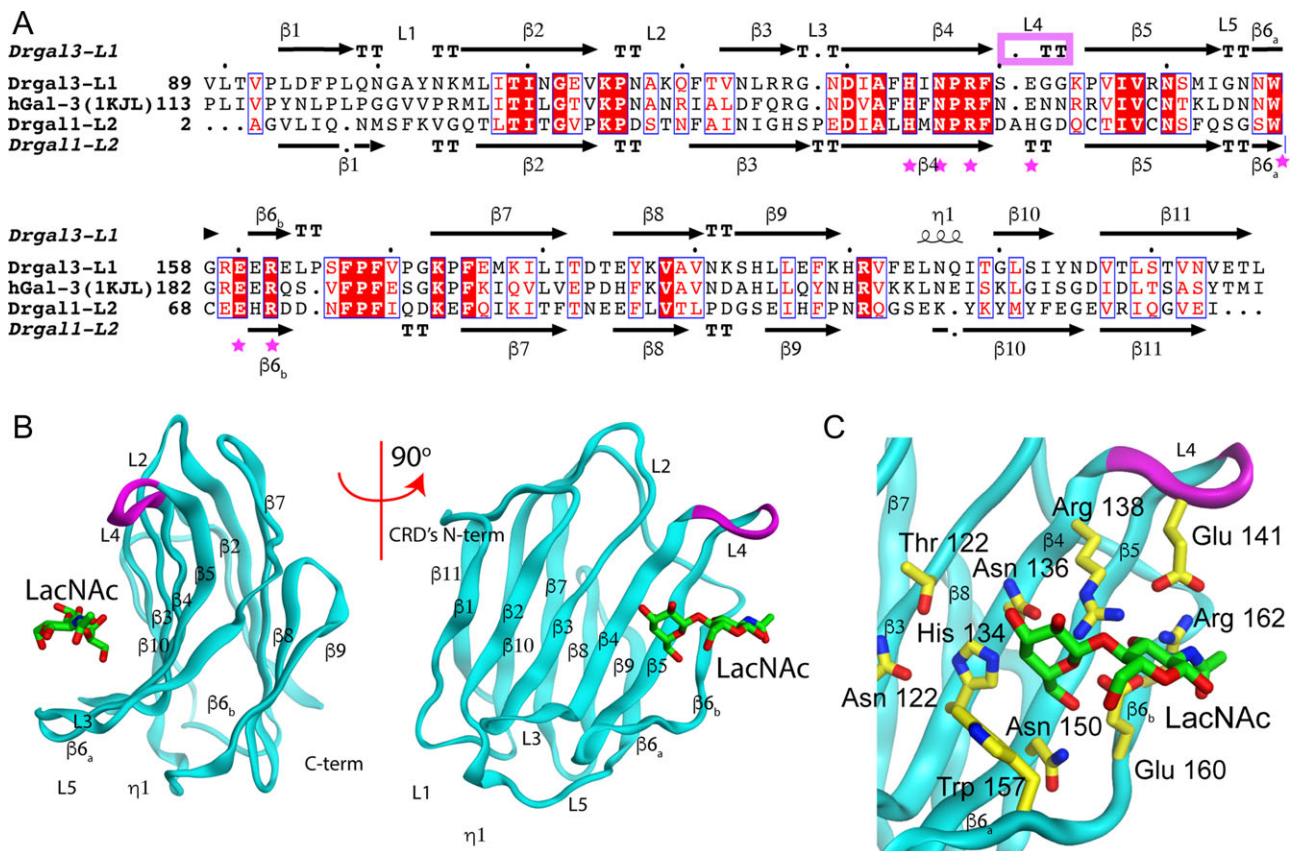 A
β1 TT L1 TT β2 TT L2 β3 L3 T.T β4 L4 . TT β5 L5 TT β6a
Drgal3-L1
Drgal3-L1 89 VLTVPLDFPLQNGAYNKMLITINGEVKPNAKQFTVNLRRG.NDIAFHINPRFS.EGGKPVIVRNSMIGNNW
hGal-3(1KJL) 113 PLIVPYNLPLPGGVVPRMLITILGTVKPNANRIALDFQRG.NDVAFHFNPRFN.ENNRRVIVCNTKLDNNW
Drgal1-L2 2 ...AGVLIQ.NMSFKVGQTLTITGVPKPDSTNFAINIGHSPEDIALHMNPRFDAHGDQCTIVCNSFQSGSW
Drgal1-L2
β1 TT β2 TT β3 T.T β4 TT β5 TT β6a
β6b TT β7 β8 TT β9 η1 β10 β11
Drgal3-L1
Drgal3-L1 158 GREEREELPSFPFVPGKPFEMKILITDTEYKVAVNKSHLLEFKHRVFELNQITGLSIYNDVTLSTVNVETL
hGal-3(1KJL) 182 GREERQS.VFPFESGKPFKIQVLVEPDHFKVAVNDAHLLQYNHRVKKLNEISKLGISGDIDLTSASYTMI
Drgal1-L2 68 CEEHRDD.NFPFIQDKEFQIKITFTNEEFLVTLPDGSEIHFPNRQGSEK.YKYMYFEGEVRIQGVEI...
Drgal1-L2
β6b TT β7 β8 TT β9 . β10 β11
B
L2
L4
LacNAc
β7
β2
β5
β4
β3
β10
β8
β9
β6b
L3
β6a
L5
η1
C-term
90o
CRD's N-term
L2
L4
β11
β1
β2
β10
β7
β3
β8
β4
β9
β5
LacNAc
β6b
β6a
L3
L1
L5
η1
C
L4
β7
Arg 138
β4
β5
Glu 141
Thr 122
Asn 136
β8
Arg 162
β3
His 134
Asn 122
Asn 150
β6b
LacNAc
Glu 160
Trp 157
β6a